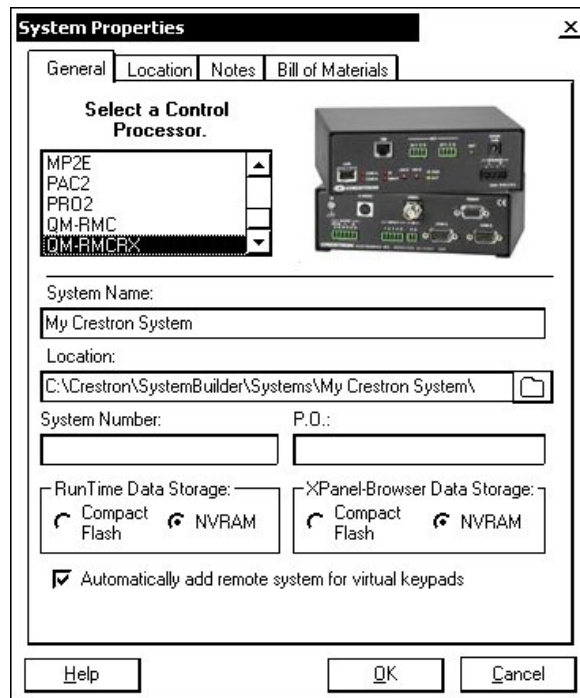 System Properties
General Location Notes Bill of Materials
Select a Control
Processor.
MP2E
PAC2
PRO2
QM-RMC
QM-RMCRX
CRESTRON
System Name:
My Crestron System
Location:
C:\Crestron\SystemBuilder\Systems\My Crestron System\
System Number: P.O.:
RunTime Data Storage: XPanel-Browser Data Storage:
Compact Flash NVRAM Compact Flash NVRAM
Automatically add remote system for virtual keypads
Help OK Cancel